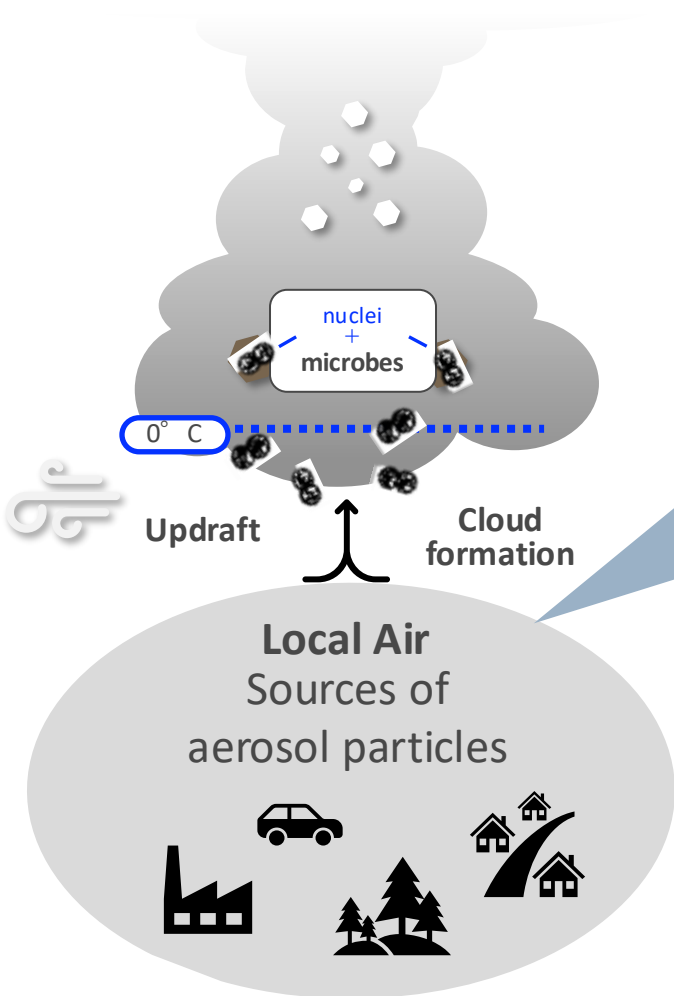 nuclei
+
microbes
0° C
Updraft
Cloud
formation
Local Air
Sources of
aerosol particles